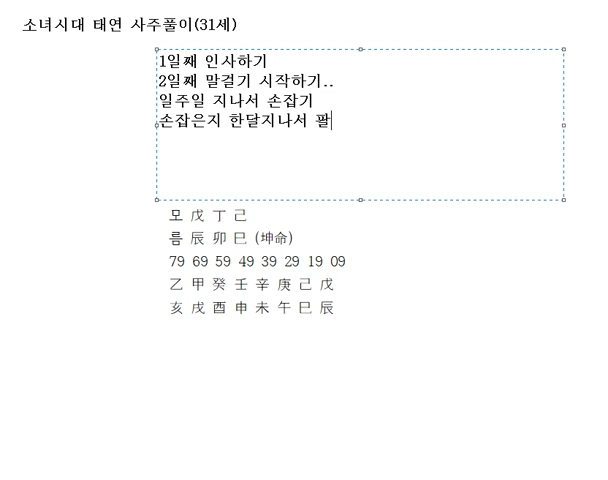 소녀시대 태연 사주풀이(31세)
1일째 인사하기
2일째 말걸기 시작하기..
일주일 지나서 손잡기
손잡은지 한달지나서 팔
모 戊 丁 己
름 辰 卯 巳 (坤命)
79 69 59 49 39 29 19 09
乙 甲 癸 壬 辛 庚 己 戊
亥 戌 酉 申 未 午 巳 辰